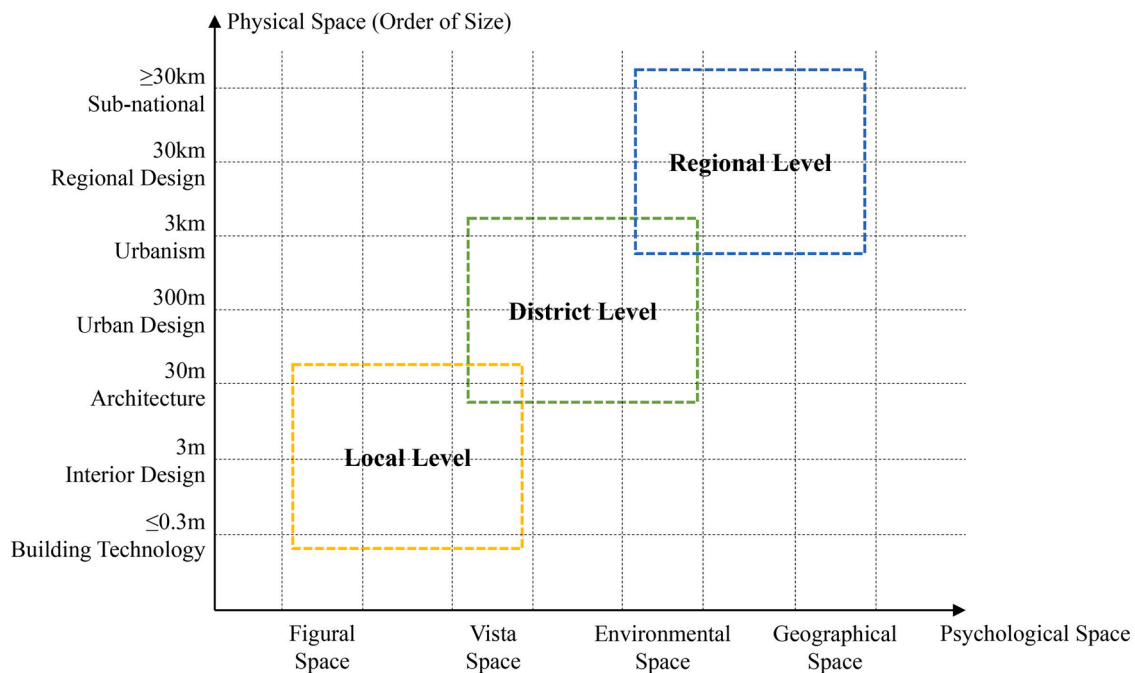 Physical Space (Order of Size)
≥30km
Sub-national
30km
Regional Design
Regional Level
3km
Urbanism
300m
Urban Design
District Level
30m
Architecture
3m
Interior Design
Local Level
≤0.3m
Building Technology
Figural
Space
Vista
Space
Environmental
Space
Geographical
Space
Psychological Space